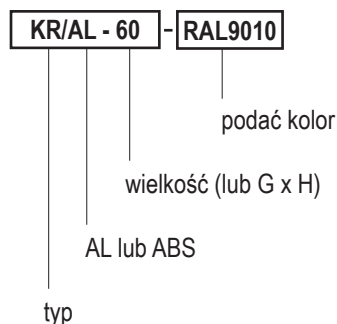 KR/AL - 60 - RAL9010
podać kolor
wielkość (lub G x H)
AL lub ABS
typ